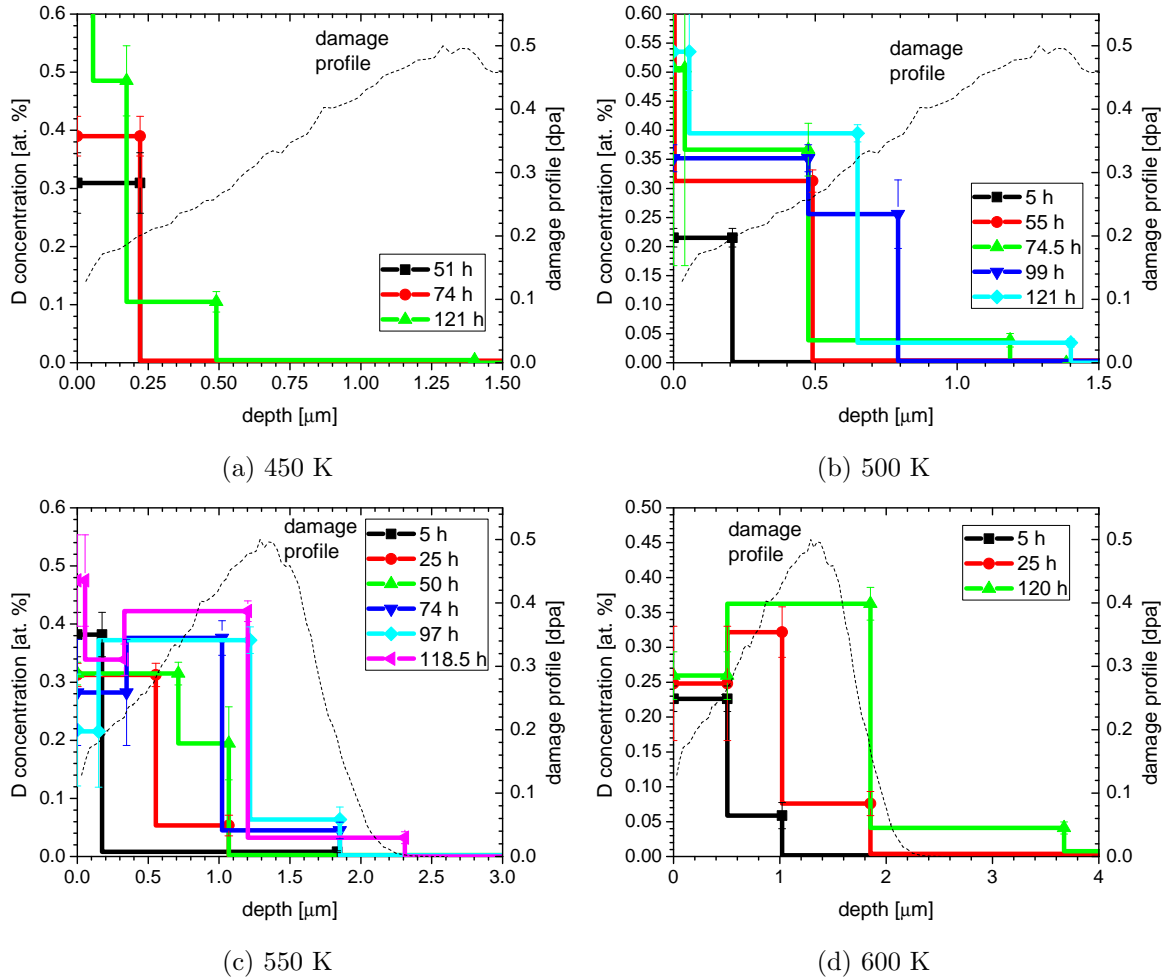 damage
profile
D concentration [at. %]
0.6
0.5
0.4
0.3
0.2
0.1
0.0
0.5
0.4
0.3
0.2
0.1
0.0
damage profile [dpa]
51 h
74 h
121 h
0.00 0.25 0.50 0.75 1.00 1.25 1.50
depth [μm]
(a) 450 K
damage
profile
D concentration [at. %]
0.60
0.55
0.50
0.45
0.40
0.35
0.30
0.25
0.20
0.15
0.10
0.05
0.00
0.5
0.4
0.3
0.2
0.1
0.0
damage profile [dpa]
5 h
55 h
74.5 h
99 h
121 h
0.0 0.5 1.0 1.5
depth [μm]
(b) 500 K
damage
profile
D concentration [at. %]
0.6
0.5
0.4
0.3
0.2
0.1
0.0
0.5
0.4
0.3
0.2
0.1
0.0
damage profile [dpa]
5 h
25 h
50 h
74 h
97 h
118.5 h
0.0 0.5 1.0 1.5 2.0 2.5 3.0
depth [μm]
(c) 550 K
damage
profile
D concentration [at. %]
0.50
0.45
0.40
0.35
0.30
0.25
0.20
0.15
0.10
0.05
0.00
0.5
0.4
0.3
0.2
0.1
0.0
damage profile [dpa]
5 h
25 h
120 h
0 1 2 3 4
depth [μm]
(d) 600 K